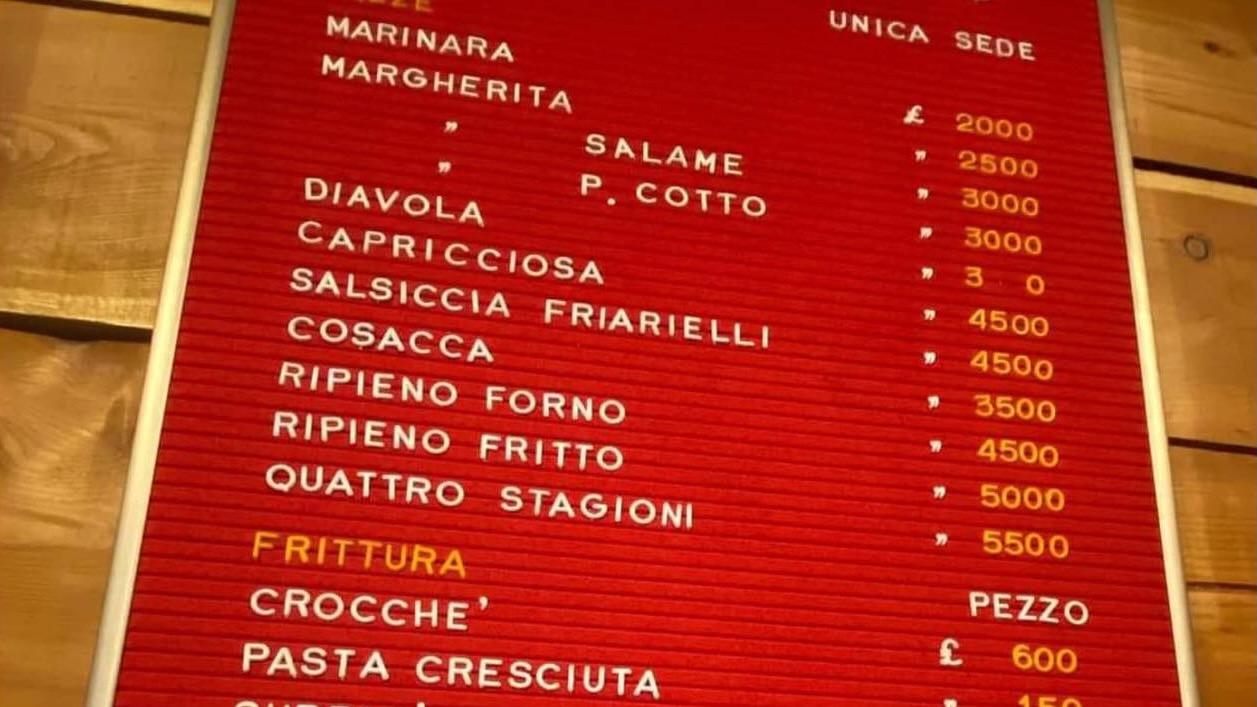 UNICA SEDE
MARINARA £ 2000
MARGHERITA " 2500
" SALAME " 3000
" P. COTTO " 3000
DIAVOLA " 3 0
CAPRICCIOSA " 4500
SALSICCIA FRIARIELLI " 4500
COSACCA " 3500
RIPIENO FORNO " 4500
RIPIENO FRITTO " 5000
QUATTRO STAGIONI " 5500
FRITTURA PEZZO
CROCCHE' £ 600
PASTA CRESCIUTA " 150